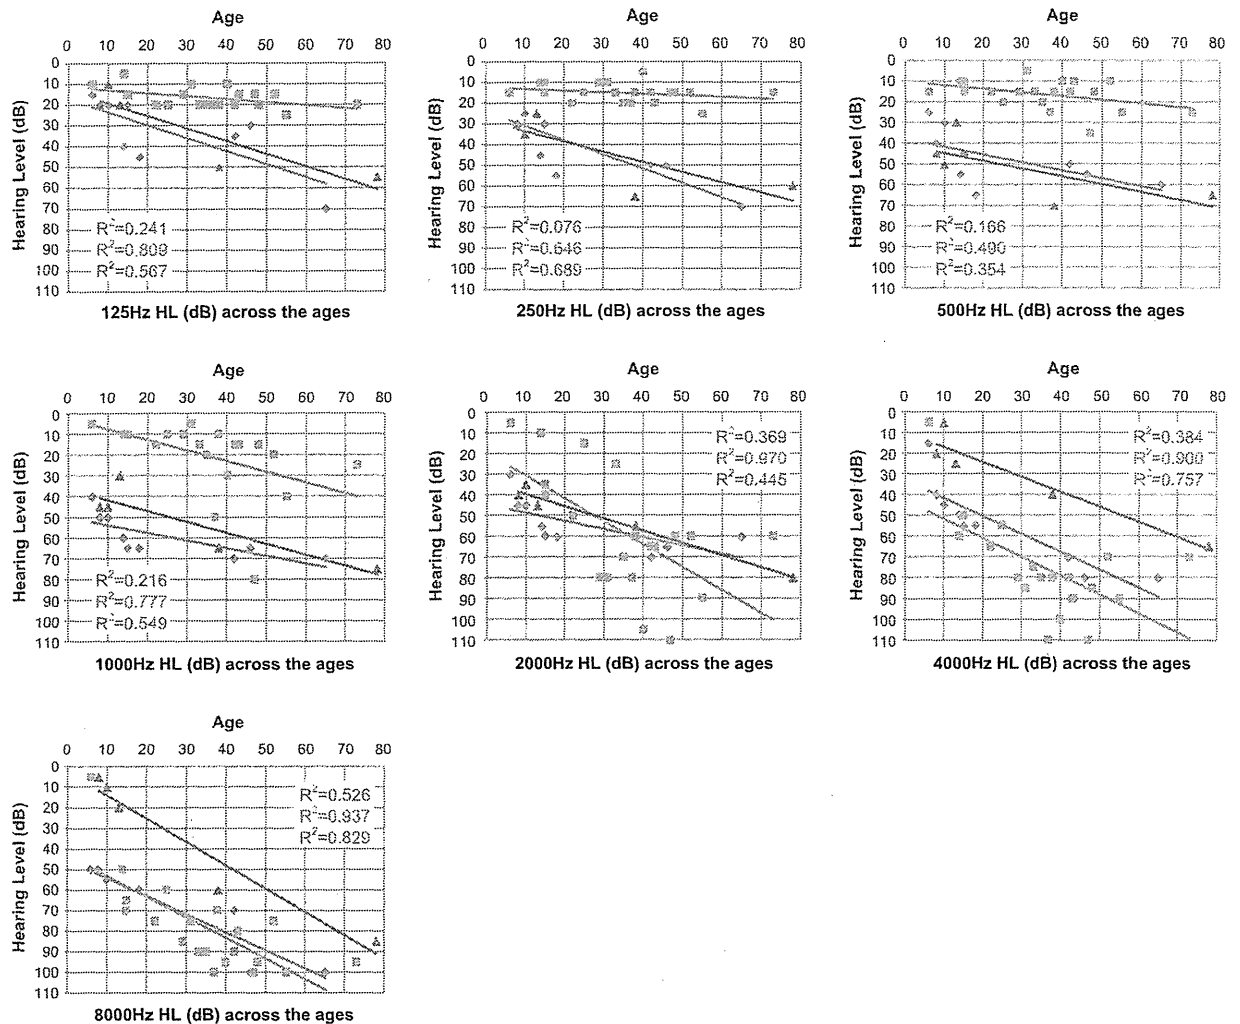 Age
0 10 20 30 40 50 60 70 80
Hearing Level (dB)
0
10
20
30
40
50
60
70
80
90
100
110
R²=0.241
R²=0.809
R²=0.567
125Hz HL (dB) across the ages
Age
0 10 20 30 40 50 60 70 80
Hearing Level (dB)
0
10
20
30
40
50
60
70
80
90
100
110
R²=0.076
R²=0.646
R²=0.689
250Hz HL (dB) across the ages
Age
0 10 20 30 40 50 60 70 80
Hearing Level (dB)
0
10
20
30
40
50
60
70
80
90
100
110
R²=0.166
R²=0.490
R²=0.354
500Hz HL (dB) across the ages
Age
0 10 20 30 40 50 60 70 80
Hearing Level (dB)
0
10
20
30
40
50
60
70
80
90
100
110
R²=0.216
R²=0.777
R²=0.549
1000Hz HL (dB) across the ages
Age
0 10 20 30 40 50 60 70 80
Hearing Level (dB)
0
10
20
30
40
50
60
70
80
90
100
110
R²=0.369
R²=0.970
R²=0.445
2000Hz HL (dB) across the ages
Age
0 10 20 30 40 50 60 70 80
Hearing Level (dB)
0
10
20
30
40
50
60
70
80
90
100
110
R²=0.384
R²=0.900
R²=0.757
4000Hz HL (dB) across the ages
Age
0 10 20 30 40 50 60 70 80
Hearing Level (dB)
0
10
20
30
40
50
60
70
80
90
100
110
R²=0.526
R²=0.937
R²=0.829
8000Hz HL (dB) across the ages